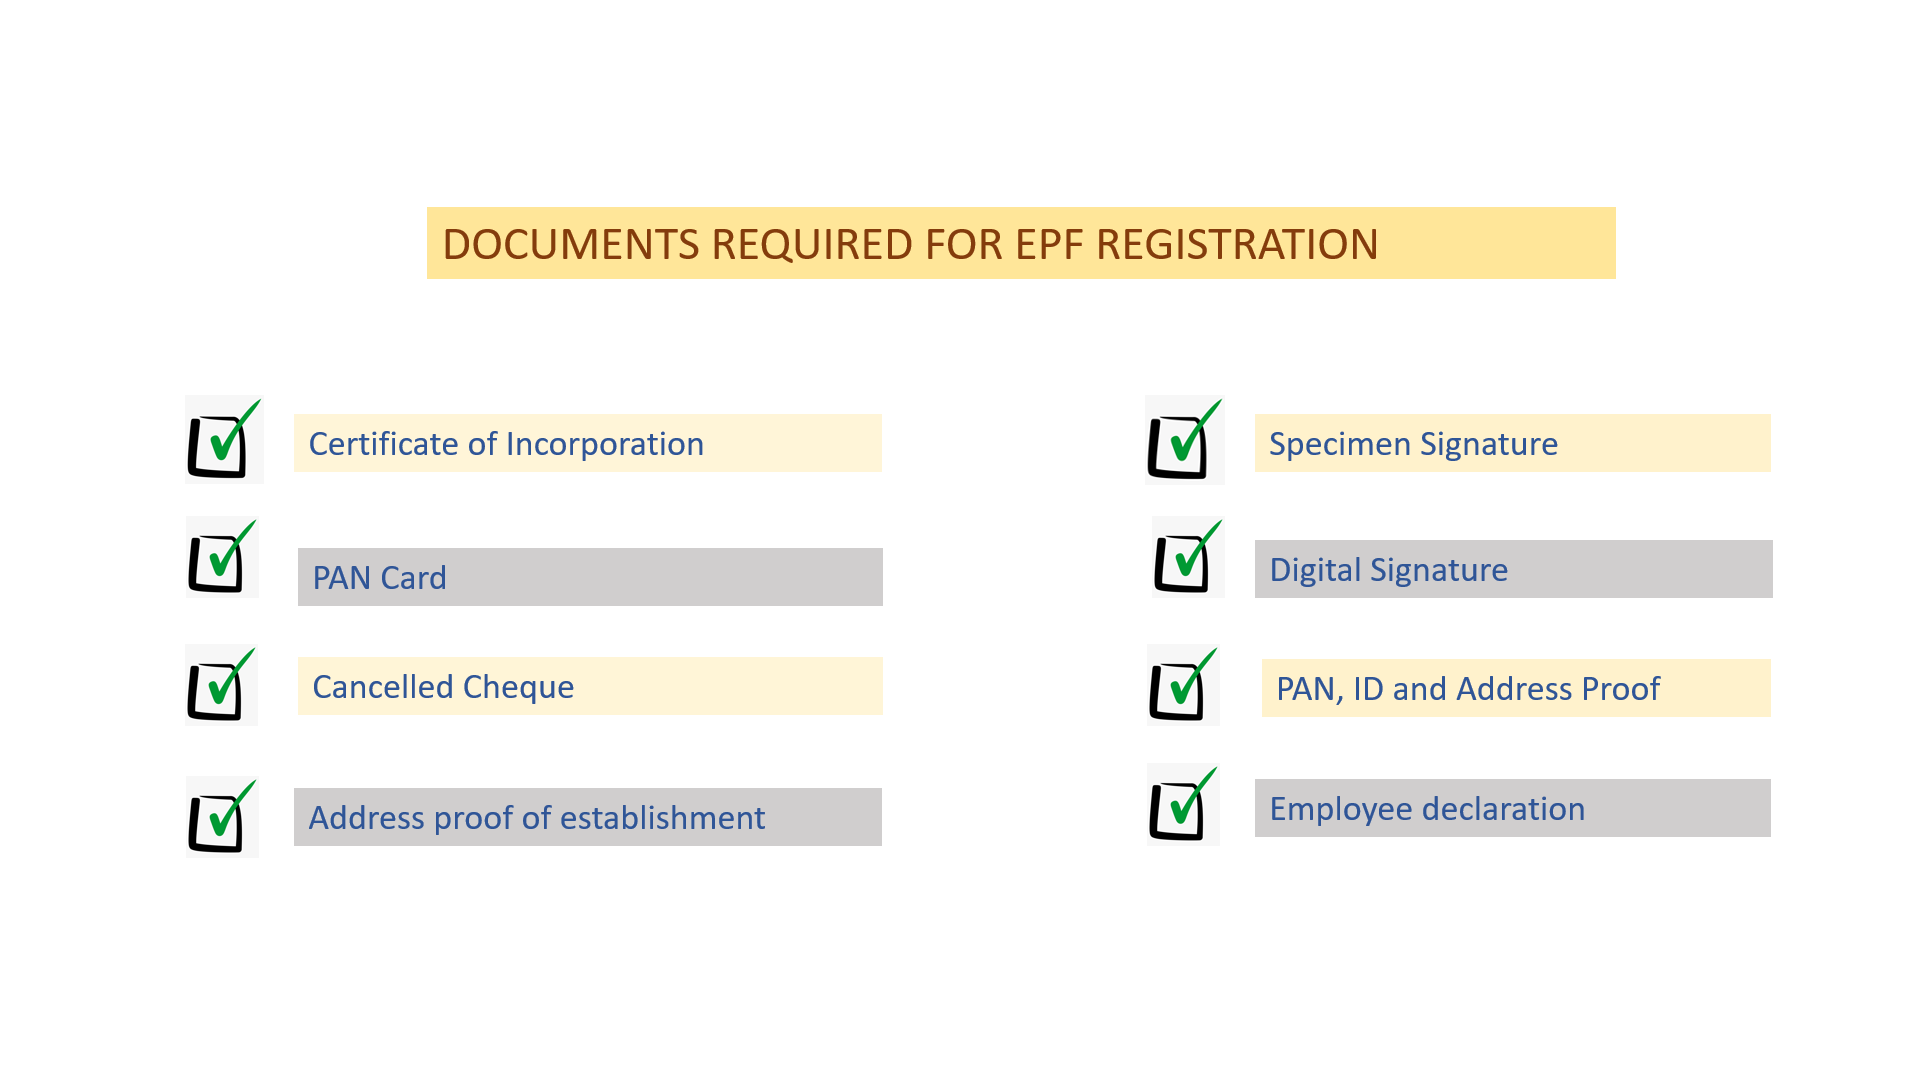 DOCUMENTS REQUIRED FOR EPF REGISTRATION
Certificate of Incorporation
PAN Card
Cancelled Cheque
Address proof of establishment
Specimen Signature
Digital Signature
PAN, ID and Address Proof
Employee declaration